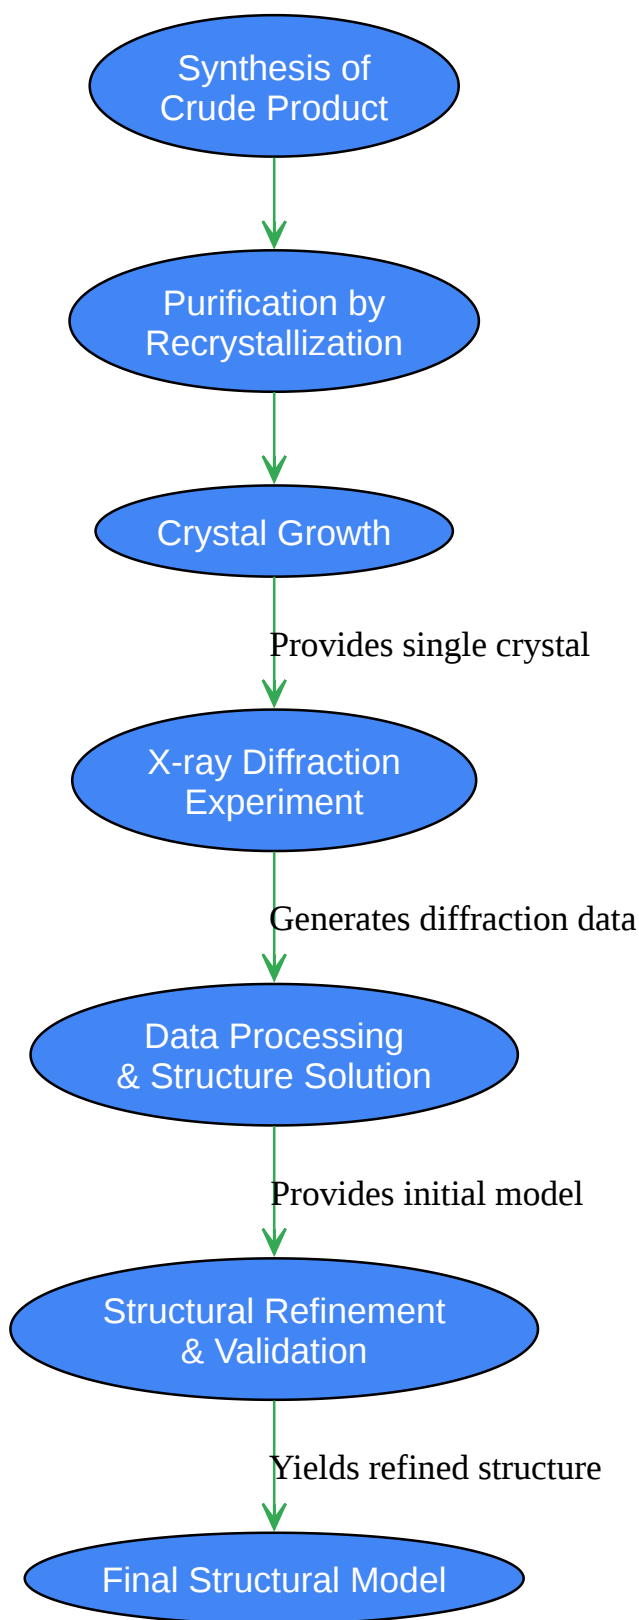 Synthesis of
Crude Product
Purification by
Recrystallization
Crystal Growth
Provides single crystal
X-ray Diffraction
Experiment
Generates diffraction data
Data Processing
& Structure Solution
Provides initial model
Structural Refinement
& Validation
Yields refined structure
Final Structural Model